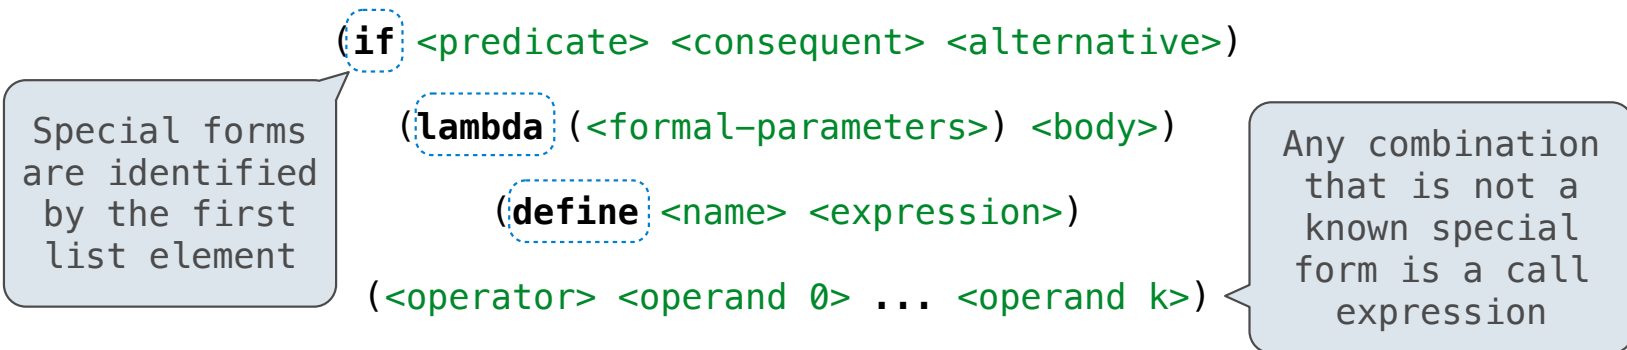 (if <predicate> <consequent> <alternative>)
Special forms
are identified
by the first
list element
(lambda (<formal-parameters>) <body>)
(define <name> <expression>)
(<operator> <operand 0> ... <operand k>)
Any combination
that is not a
known special
form is a call
expression